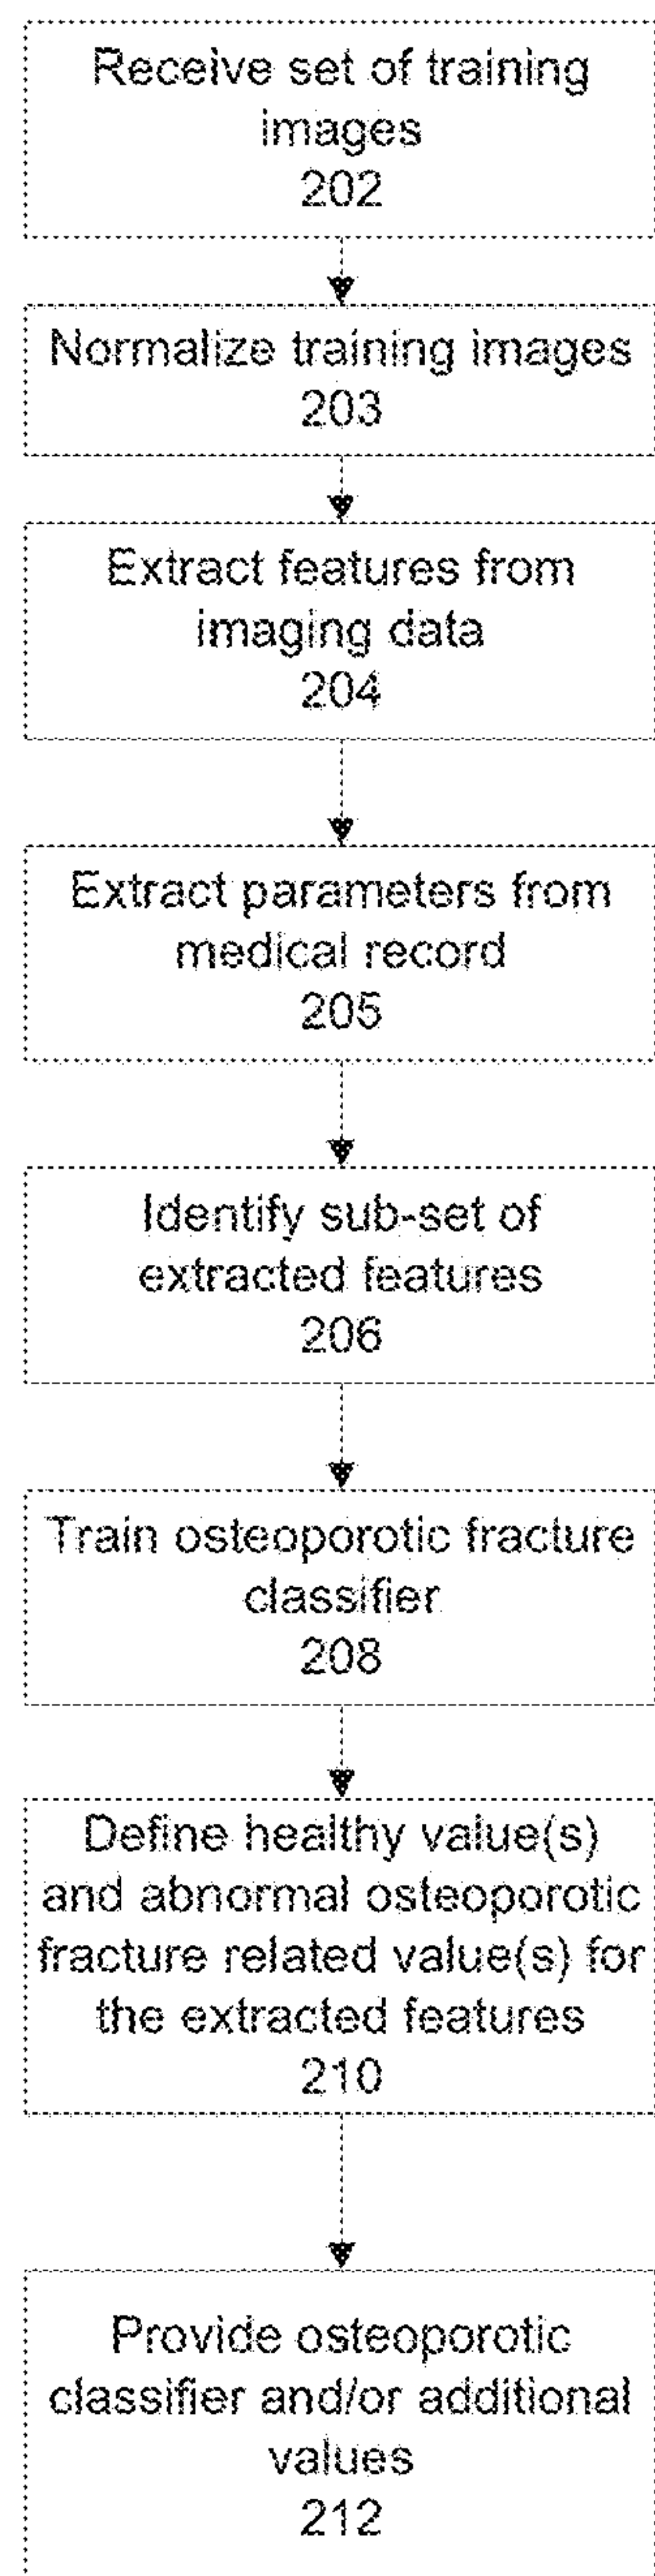 Receive set of training
images
202
Normalize training images
203
Extract features from
imaging data
204
Extract parameters from
medical record
205
Identify sub-set of
extracted features
206
Train osteoporotic fracture
classifier
208
Define healthy value(s)
and abnormal osteoporotic
fracture related value(s) for
the extracted features
210
Provide osteoporotic
classifier and/or additional
values
212